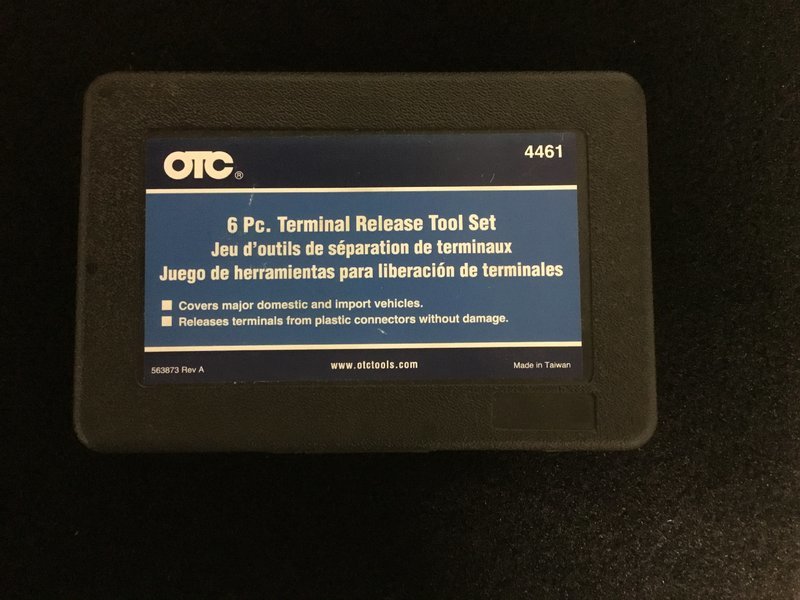 OTC®
4461
6 Pc. Terminal Release Tool Set
Jeu d'outils de séparation de terminaux
Juego de herramientas para liberación de terminales
Covers major domestic and import vehicles.
Releases terminals from plastic connectors without damage.
563873 Rev A
www.otctools.com
Made in Taiwan